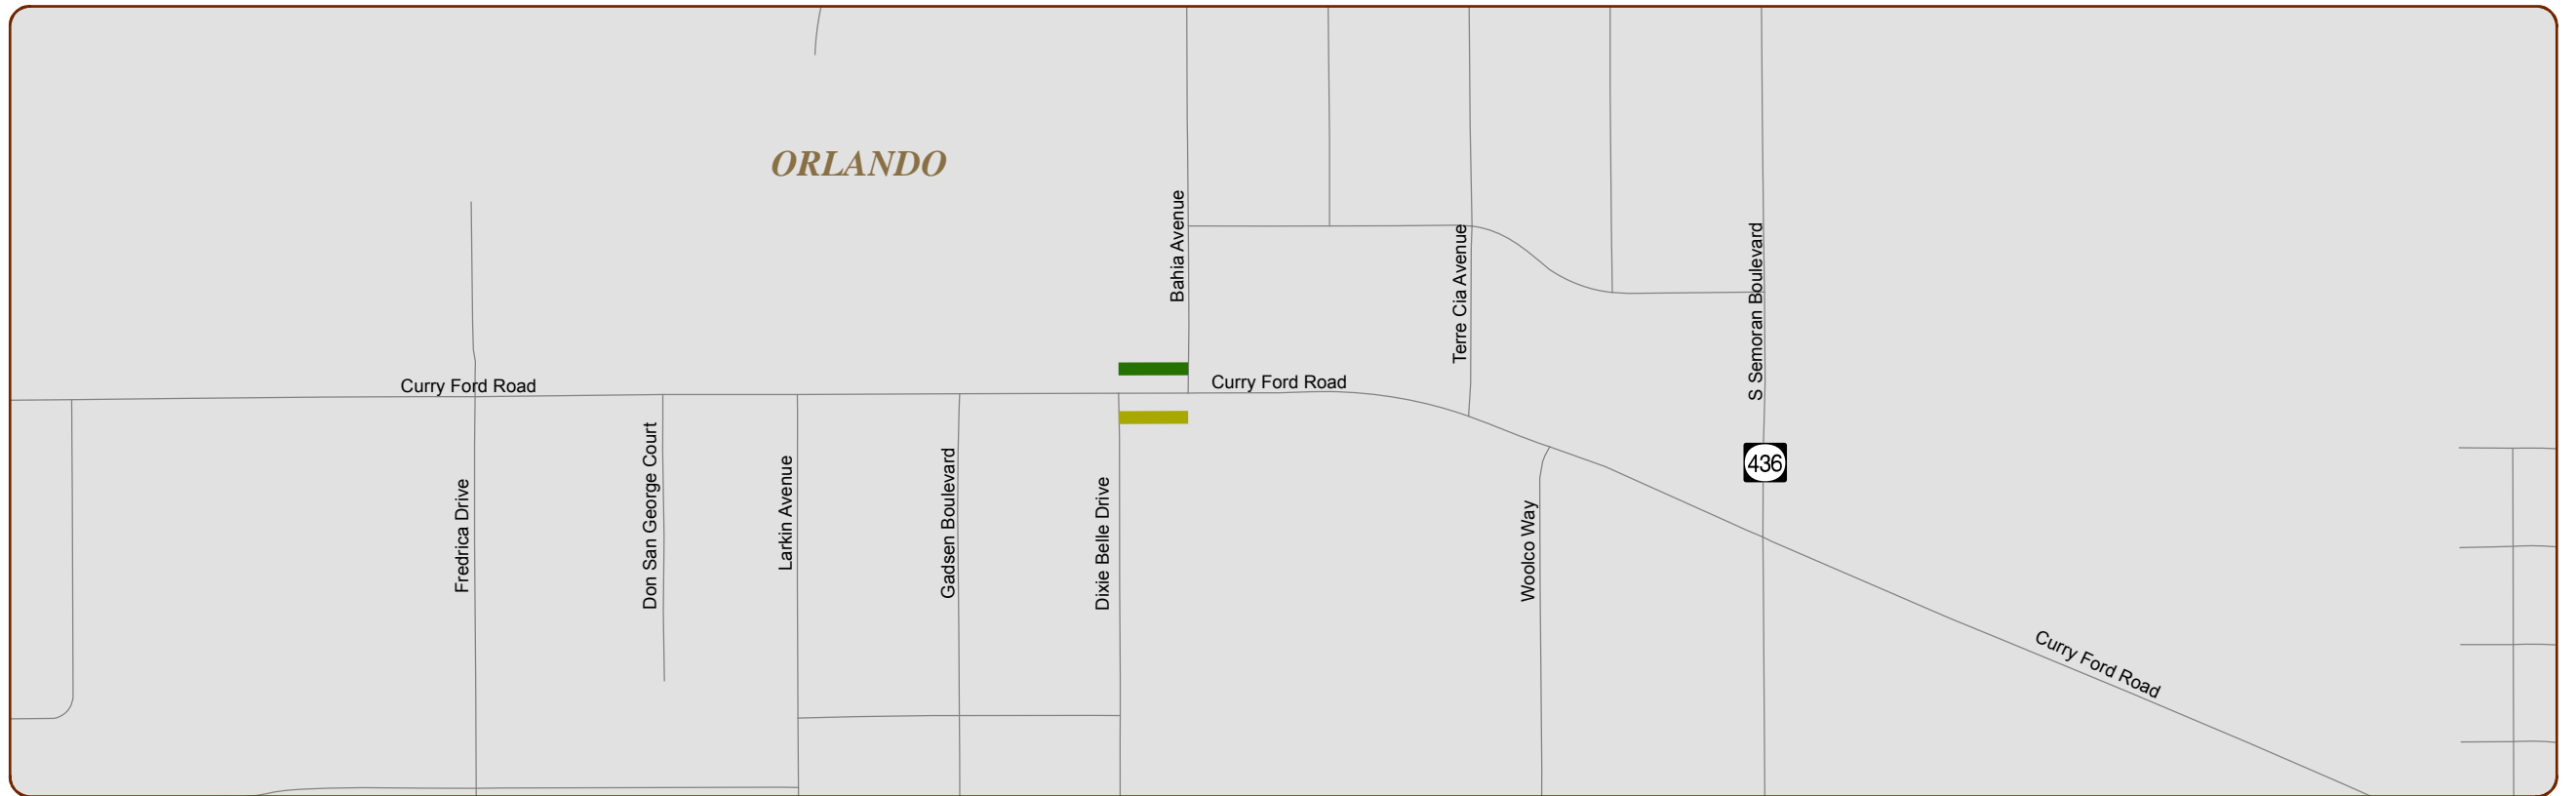 ORLANDO
Bahia Avenue
Terre Cia Avenue
S Semoran Boulevard
Curry Ford Road
Curry Ford Road
436
Fredrica Drive
Don San George Court
Larkin Avenue
Gadsen Boulevard
Dixie Belle Drive
Woolco Way
Curry Ford Road